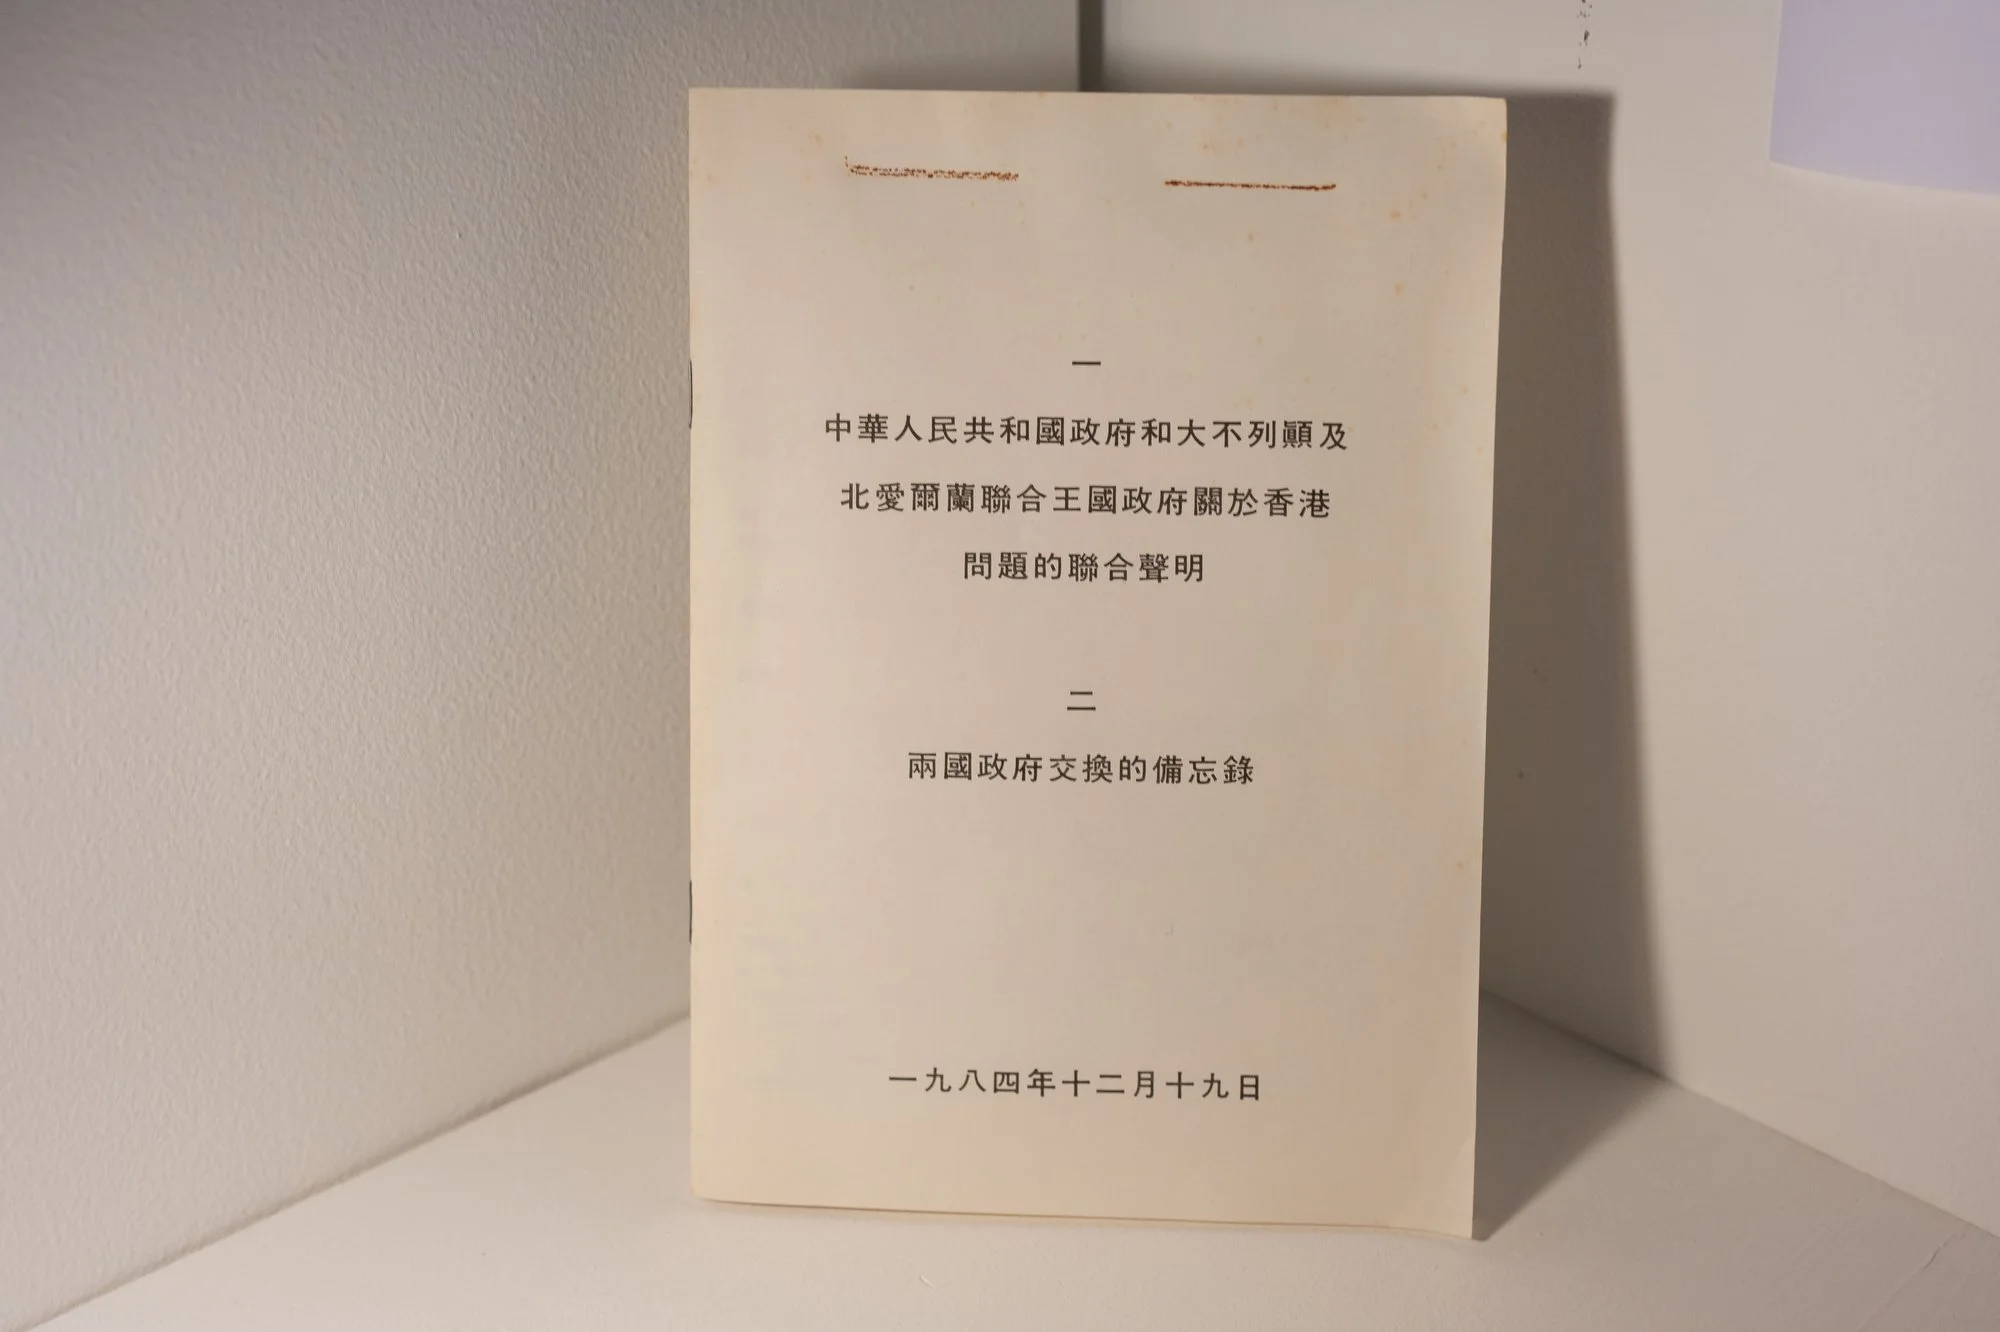 一
中華人民共和國政府和大不列顛及
北愛爾蘭聯合王國政府關於香港
問題的聯合聲明
二
兩國政府交換的備忘錄
一九八四年十二月十九日